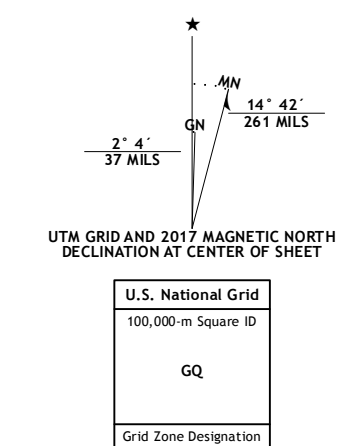 ★
MN
GN
14° 42´
261 MILS
2° 4´
37 MILS
UTM GRID AND 2017 MAGNETIC NORTH
DECLINATION AT CENTER OF SHEET
U.S. National Grid
100,000-m Square ID
GQ
Grid Zone Designation